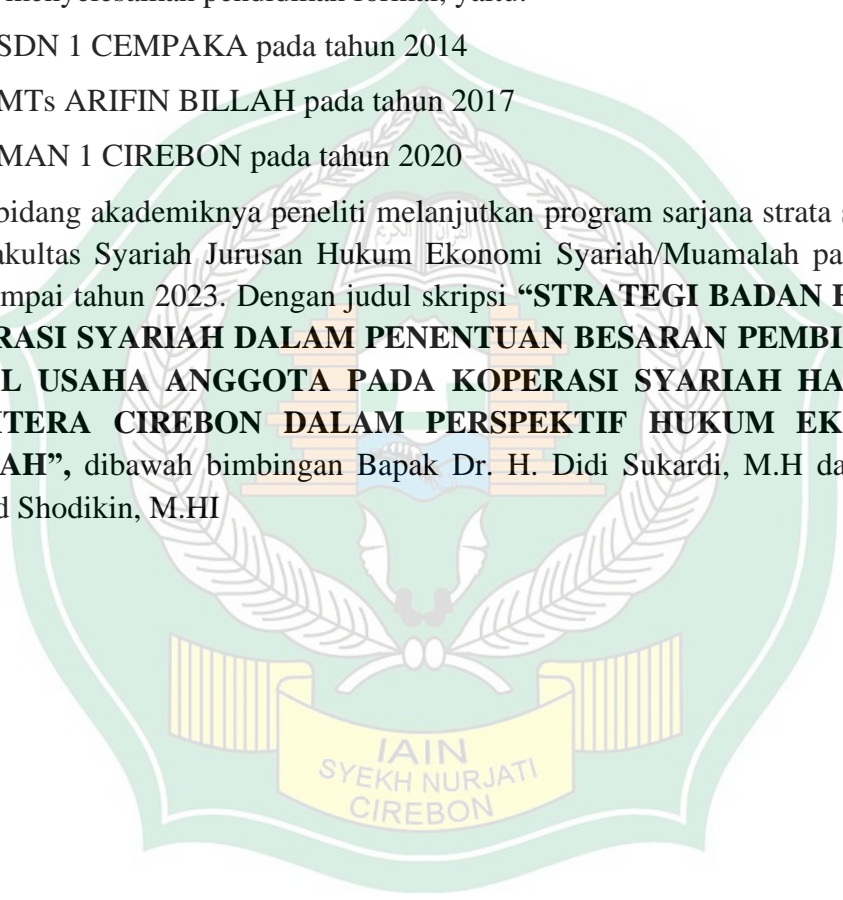 menyelesaikan pendidikan formal, yaitu:
SDN 1 CEMPAKA pada tahun 2014
MTs ARIFIN BILLAH pada tahun 2017
MAN 1 CIREBON pada tahun 2020
bidang akademiknya peneliti melanjutkan program sarjana strata s
akultas Syariah Jurusan Hukum Ekonomi Syariah/Muamalah pa
mpai tahun 2023. Dengan judul skripsi “STRATEGI BADAN
RASI SYARIAH DALAM PENENTUAN BESARAN PEMBI
L USAHA ANGGOTA PADA KOPERASI SYARIAH HA
TERA CIREBON DALAM PERSPEKTIF HUKUM EK
AH”, dibawah bimbingan Bapak Dr. H. Didi Sukardi, M.H da
d Shodikin, M.HI
القرآن الكريم
IAIN
SYEKH NURJATI
CIREBON